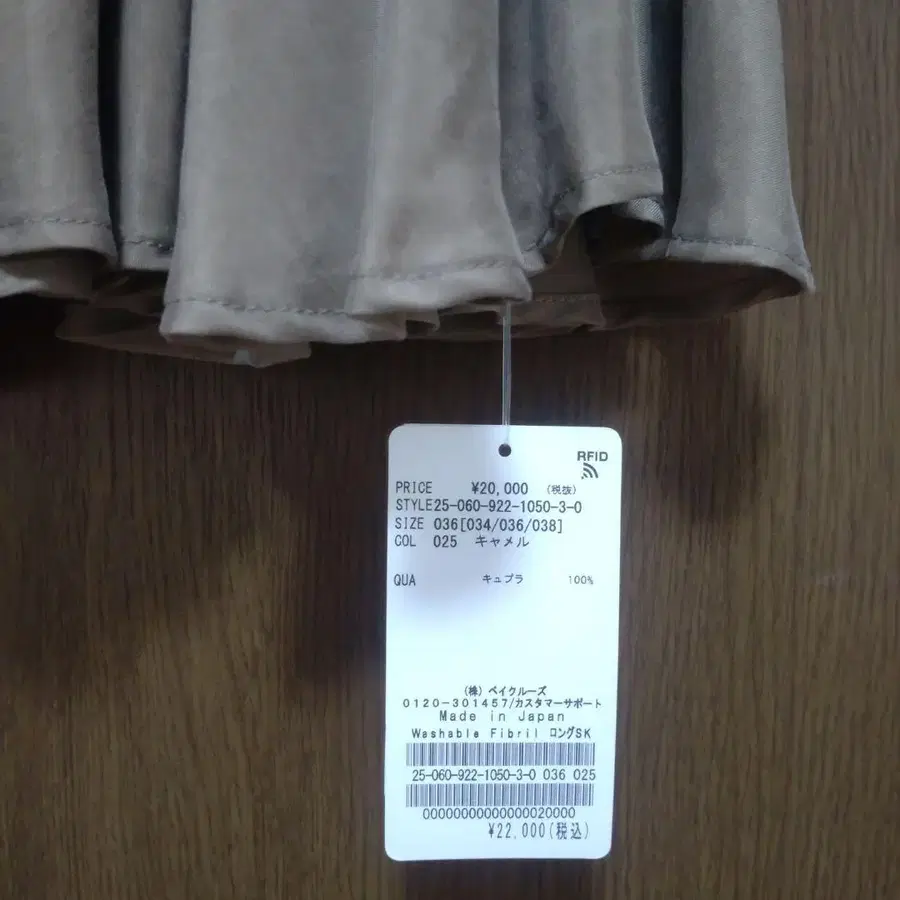 RFID
PRICE ¥20,000 (税抜)
STYLE25-060-922-1050-3-0
SIZE 036[034/036/038]
COL 025 キャメル
QUA キュプラ 100%
(株) ベイクルーズ
0120-301457/カスタマーサポート
Made in Japan
Washable Fibril ロングSK
25-060-922-1050-3-0 036 025
00000000000000020000
¥22,000(税込)